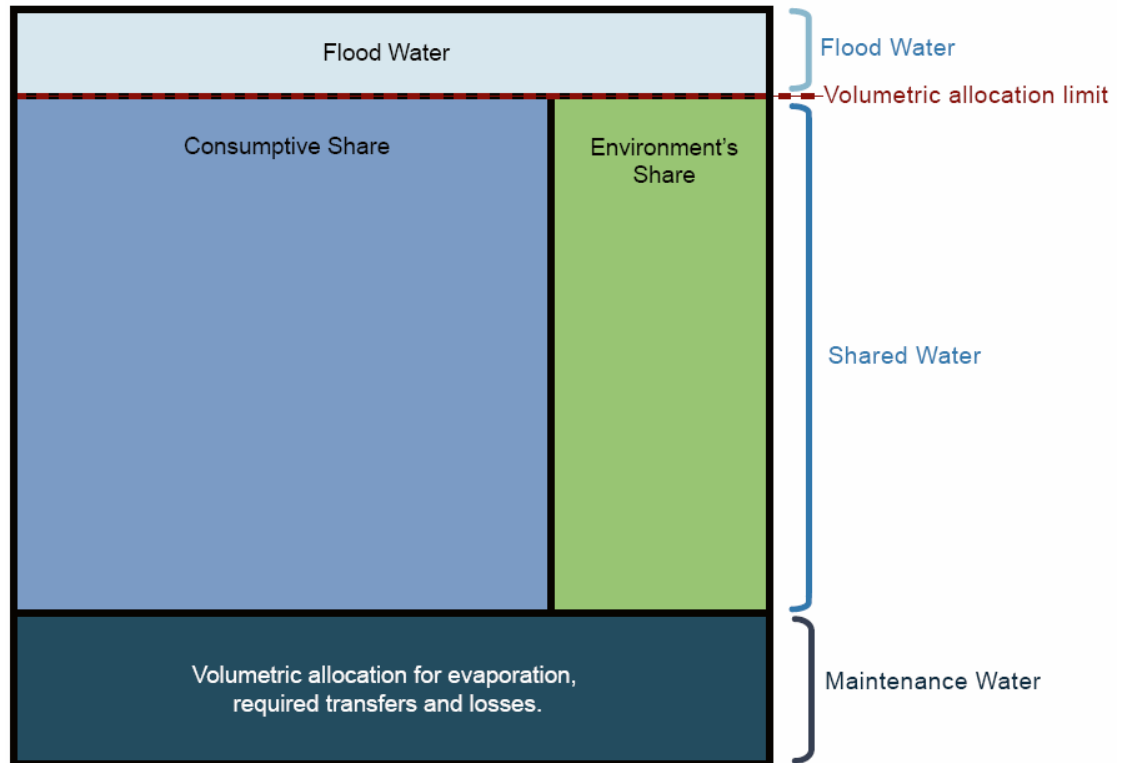 Flood Water
Flood Water
Volumetric allocation limit
Consumptive Share
Environment's
Share
Shared Water
Volumetric allocation for evaporation,
required transfers and losses.
Maintenance Water